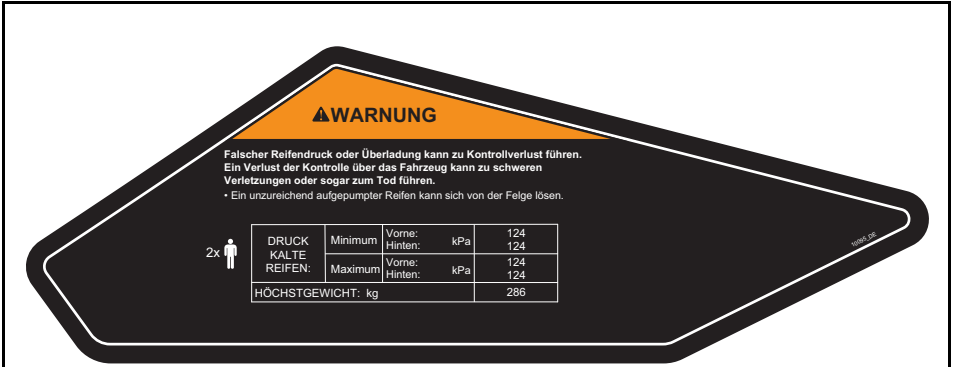 WARNUNG
Falscher Reifendruck oder Überladung kann zu Kontrollverlust führen.
Ein Verlust der Kontrolle über das Fahrzeug kann zu schweren
Verletzungen oder sogar zum Tod führen.
• Ein unzureichend aufgepumpter Reifen kann sich von der Felge lösen.
2x
DRUCK
KALTE
REIFEN:
Minimum
Vorne:
Hinten:
kPa
124
124
Maximum
Vorne:
Hinten:
kPa
124
124
HÖCHSTGEWICHT: kg
286